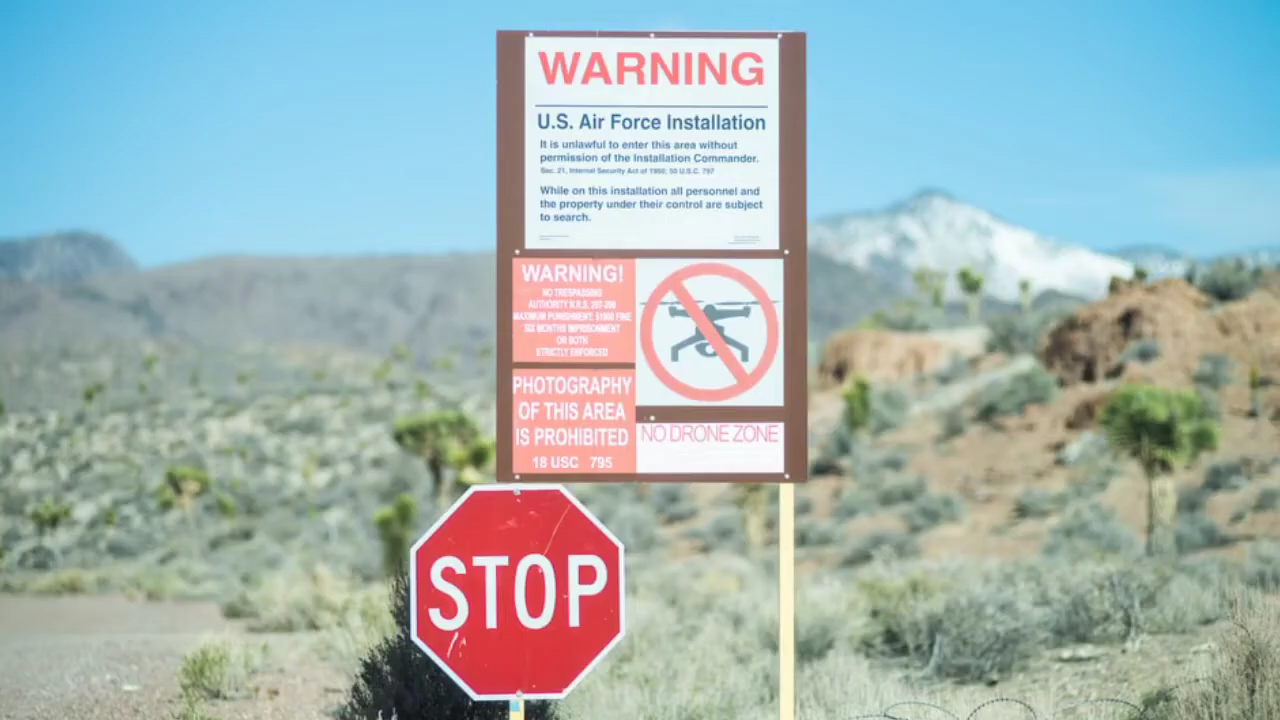 WARNING
U.S. Air Force Installation
It is unlawful to enter this area without
permission of the Installation Commander.
Sec. 21, Internal Security Act of 1950; 50 U.S.C. 797
While on this installation all personnel and
the property under their control are subject
to search.
WARNING!
NO TRESPASSING
AUTHORITY N.R.S. 207-200
MAXIMUM PUNISHMENT: $1000 FINE
SIX MONTHS IMPRISONMENT
OR BOTH
STRICTLY ENFORCED
PHOTOGRAPHY
OF THIS AREA
IS PROHIBITED
18 USC 795
NO DRONE ZONE
STOP